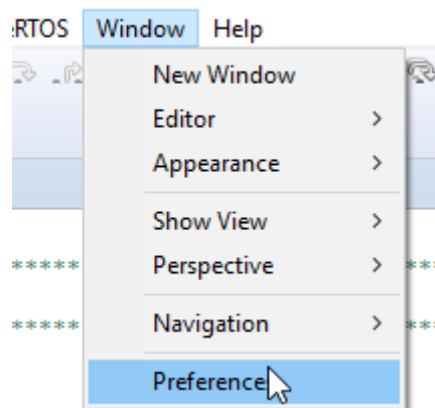 RTOS Window Help
New Window
Editor >
Appearance >
Show View >
*****
Perspective >
**
*****
Navigation >
**
Preference